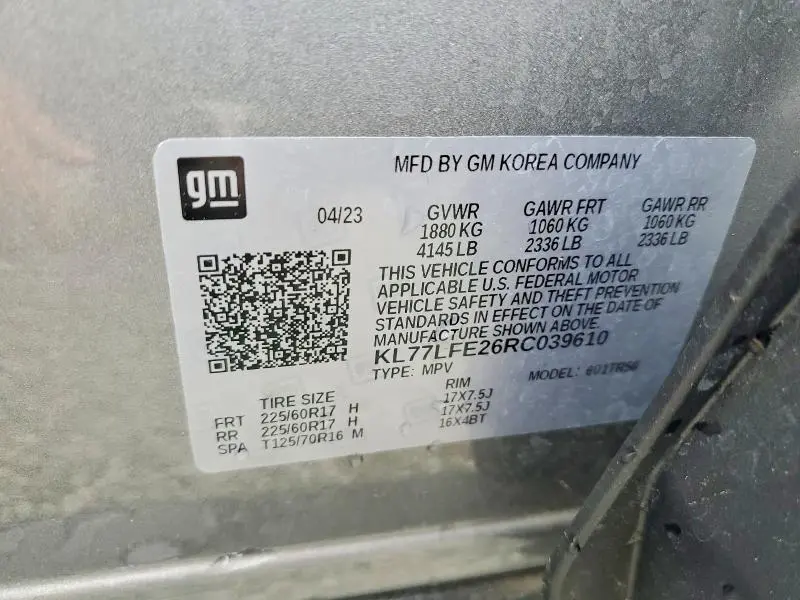 gm
MFD BY GM KOREA COMPANY
04/23
GVWR GAWR FRT GAWR RR
1880 KG 1060 KG 1060 KG
4145 LB 2336 LB 2336 LB
THIS VEHICLE CONFORMS TO ALL
APPLICABLE U.S. FEDERAL MOTOR
VEHICLE SAFETY AND THEFT PREVENTION
STANDARDS IN EFFECT ON THE DATE OF
MANUFACTURE SHOWN ABOVE.
KL77LFE26RC039610
TYPE: MPV MODEL:
TIRE SIZE RIM
FRT 225/60R17 H 17X7.5J
RR 225/60R17 H 17X7.5J
SPA T125/70R16 M 16X4BT